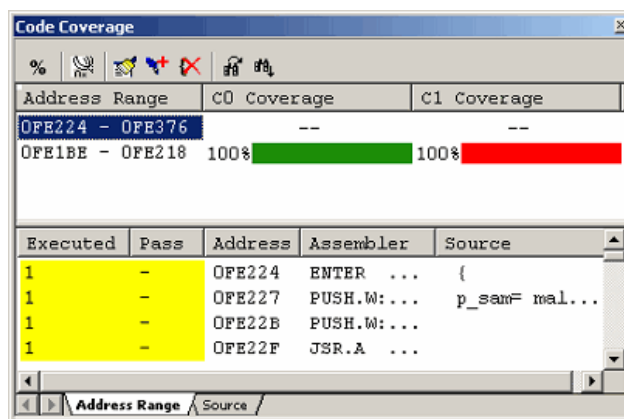 Code Coverage
%
Address Range C0 Coverage C1 Coverage
0FE224 - 0FE376 -- --
0FE1BE - 0FE218 100% 100%
Executed Pass Address Assembler Source
1 - 0FE224 ENTER ... {
1 - 0FE227 PUSH.W:... p_sam= mal...
1 - 0FE22B PUSH.W:...
1 - 0FE22F JSR.A ...
Address Range Source